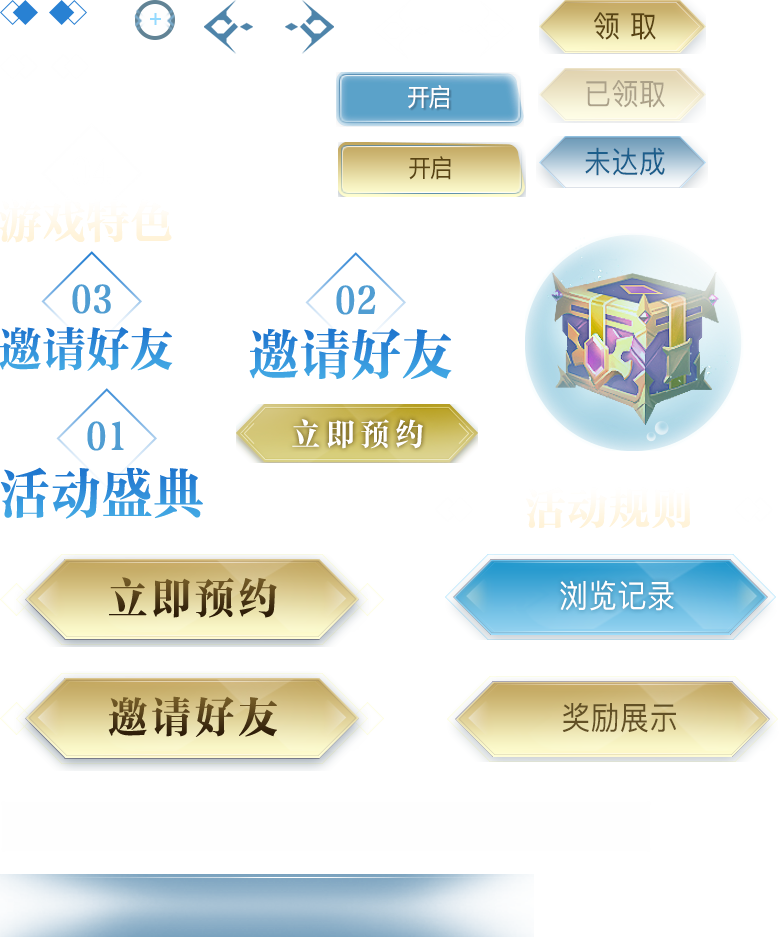 领取
开启
已领取
开启
未达成
游戏特色
03
邀请好友
02
邀请好友
01
活动盛典
立即预约
活动规则
立即预约
浏览记录
邀请好友
奖励展示